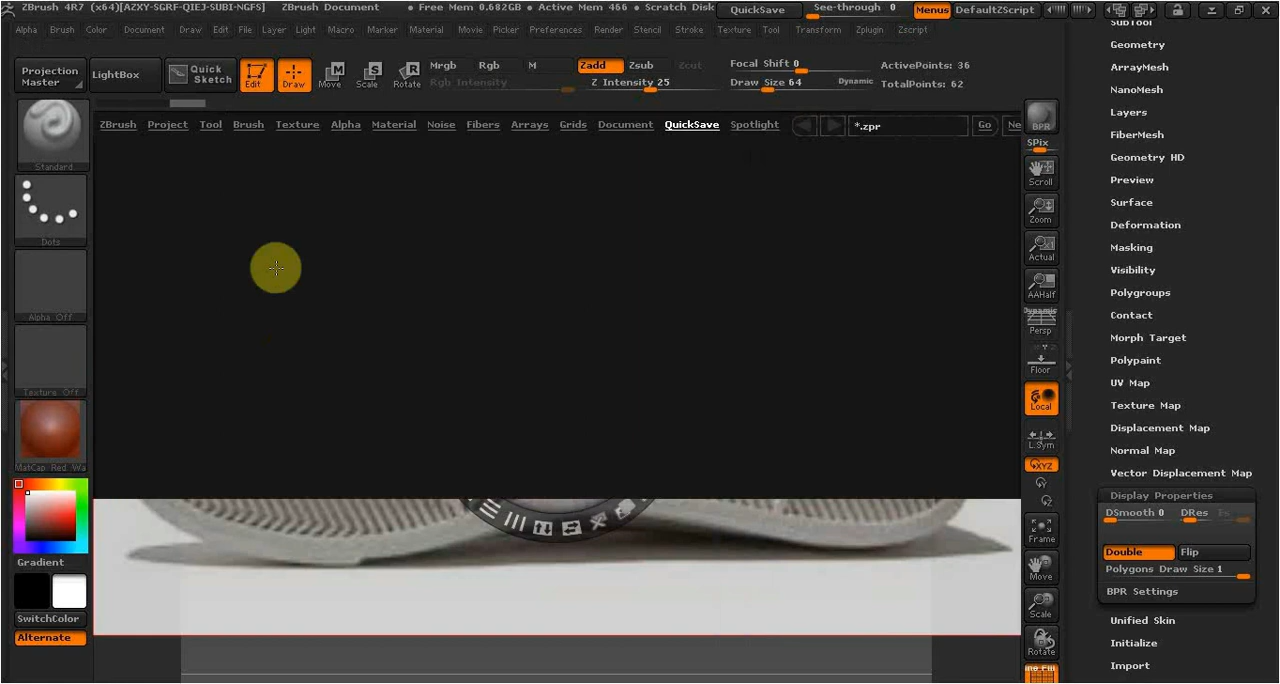 ZBrush 4R7 (x64)[AZXY-SGRF-QIEJ-SUBI-NGFS] ZBrush Document • Free Mem 0.682GB • Active Mem 466 • Scratch Disk QuickSave See-through 0 Menus DefaultZScript
Alpha Brush Color Document Draw Edit File Layer Light Macro Marker Material Movie Picker Preferences Render Stencil Stroke Texture Tool Transform Zplugin Zscript
Projection Master
LightBox
Quick Sketch
Edit
Draw
Move
Scale
Rotate
Mrgb Rgb M
Rgb Intensity
Zadd Zsub Zcut
Z Intensity 25
Focal Shift 0
Draw Size 64 Dynamic
ActivePoints: 36
TotalPoints: 62
ZBrush Project Tool Brush Texture Alpha Material Noise Fibers Arrays Grids Document QuickSave Spotlight *.zpr Go Ne
Standard
Dots
Alpha Off
Texture Off
MatCap Red Wa
Gradient
SwitchColor
Alternate
BPR
SPix
Scroll
Zoom
Actual
AAHalf
Dynamic
Persp
Floor
Local
L.Sym
XYZ
Y
Z
Frame
Move
Scale
Rotate
SubTool
Geometry
ArrayMesh
NanoMesh
Layers
FiberMesh
Geometry HD
Preview
Surface
Deformation
Masking
Visibility
Polygroups
Contact
Morph Target
Polypaint
UV Map
Texture Map
Displacement Map
Normal Map
Vector Displacement Map
Display Properties
DSmooth 0 DRes Es
Double Flip
Polygons Draw Size 1
BPR Settings
Unified Skin
Initialize
Import